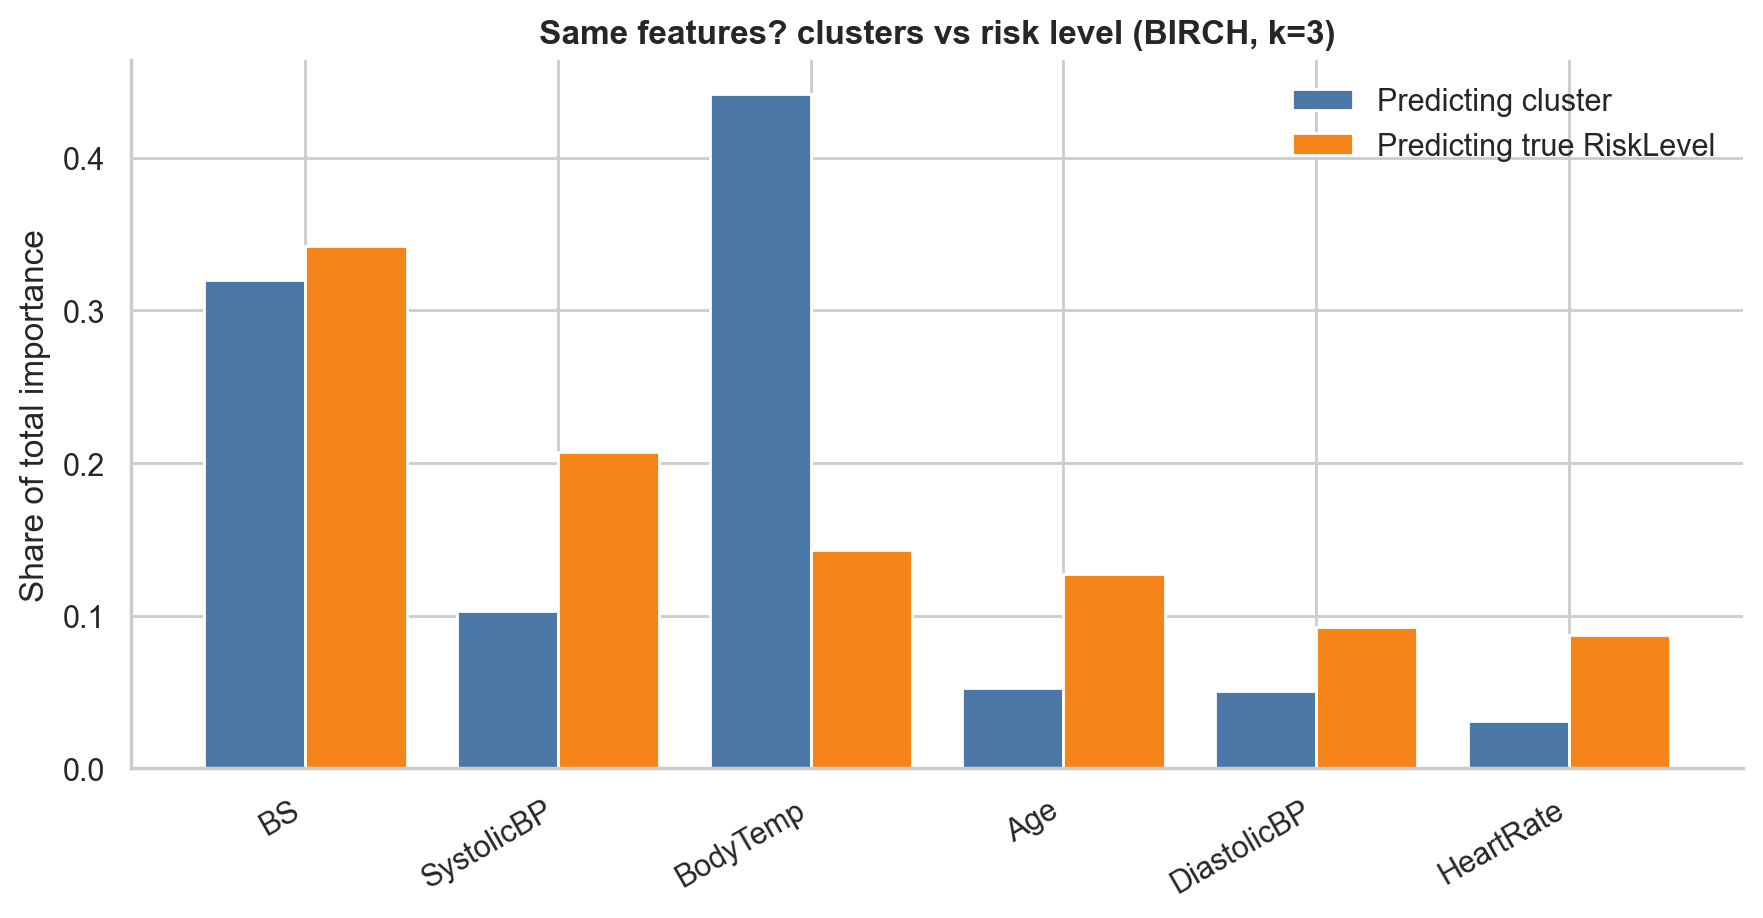 Same features? clusters vs risk level (BIRCH, k=3)
Predicting cluster
Predicting true RiskLevel
Share of total importance
0.4
0.3
0.2
0.1
0.0
BS
SystolicBP
BodyTemp
Age
DiastolicBP
HeartRate